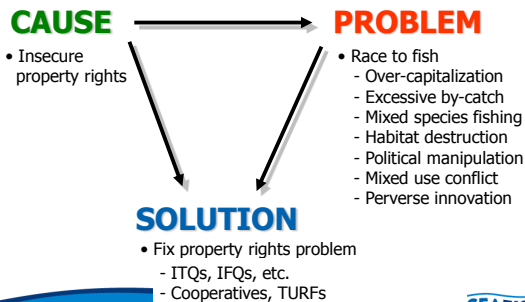 CAUSE
• Insecure
property rights
PROBLEM
• Race to fish
- Over-capitalization
- Excessive by-catch
- Mixed species fishing
- Habitat destruction
- Political manipulation
- Mixed use conflict
- Perverse innovation
SOLUTION
• Fix property rights problem
- ITQs, IFQs, etc.
- Cooperatives, TURFs